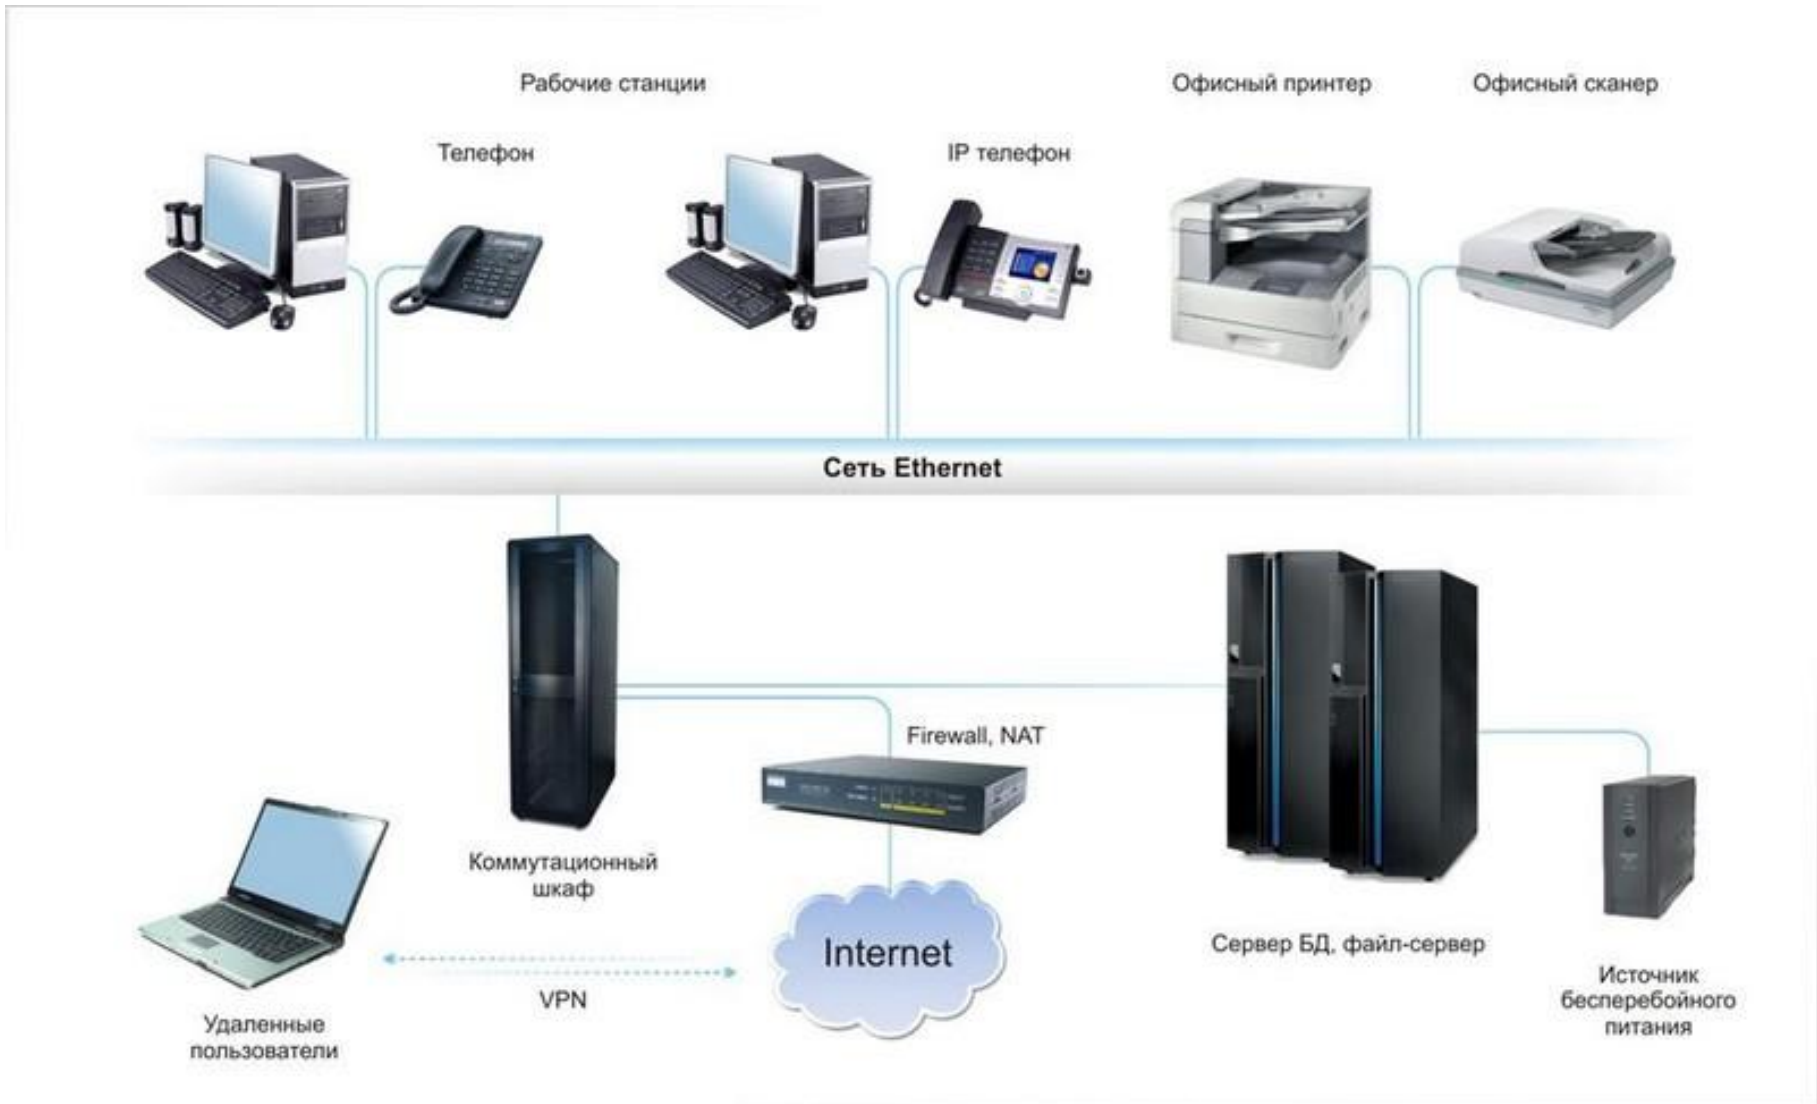 Рабочие станции
Офисный принтер
Офисный сканер
Телефон
IP телефон
Сеть Ethernet
Firewall, NAT
Коммутационный
шкаф
Internet
Сервер БД, файл-сервер
VPN
Источник
бесперебойного
питания
Удаленные
пользователи